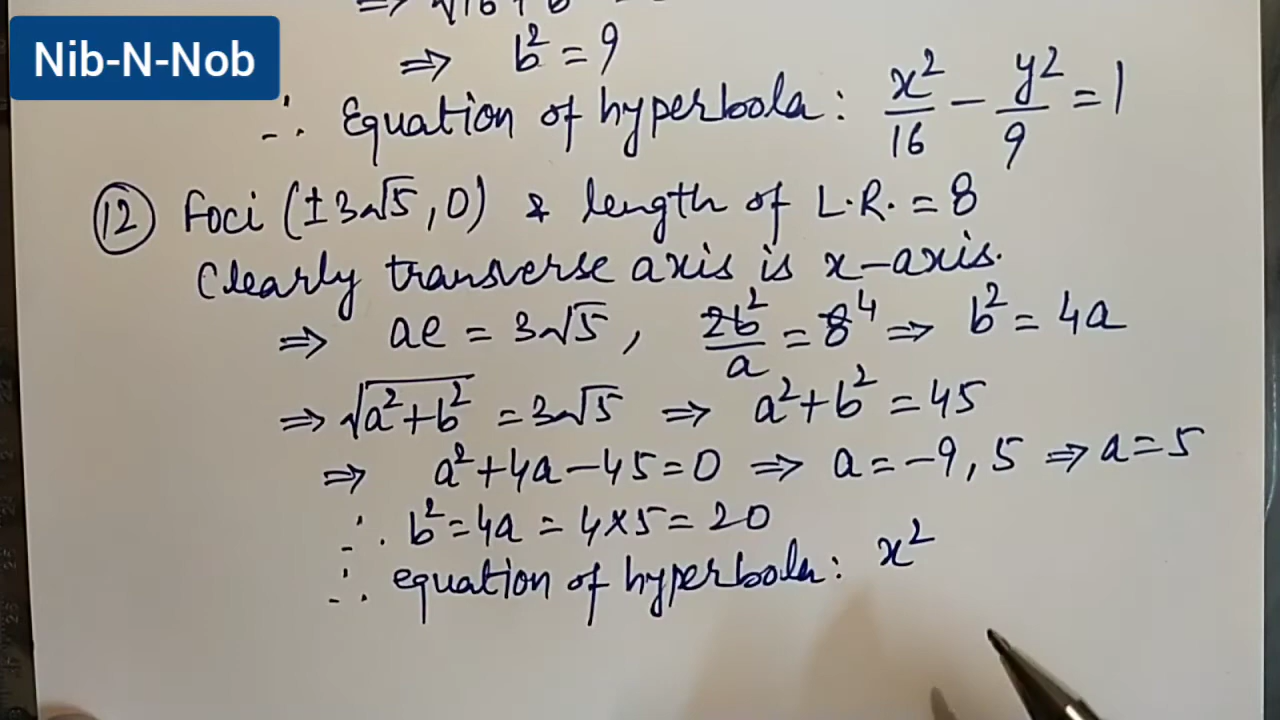 Nib-N-Nob
⇒ b² = 9
∴ Equation of hyperbola: x²/16 − y²/9 = 1
⑫ Foci (±3√5, 0) & length of L.R. = 8
Clearly transverse axis is x-axis.
⇒ ae = 3√5, 2b²/a = 8 4 ⇒ b² = 4a
⇒ √(a²+b²) = 3√5 ⇒ a²+b² = 45
⇒ a²+4a−45=0 ⇒ a=−9,5 ⇒ a=5
∴ b²=4a = 4×5 = 20
∴ equation of hyperbola: x²